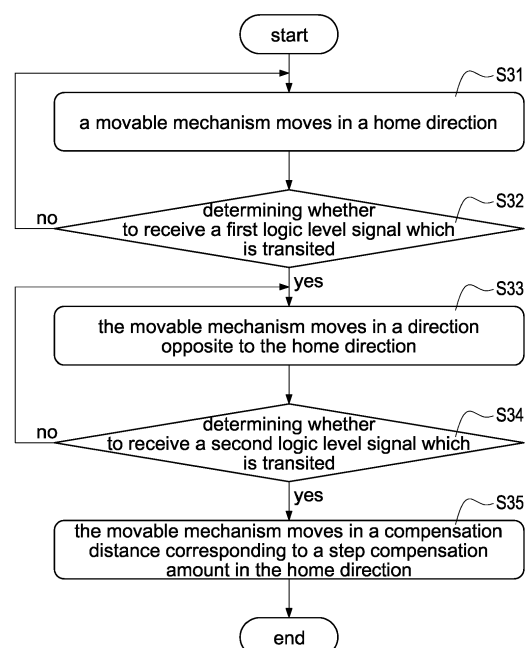 start
S31
a movable mechanism moves in a home direction
S32
no
determining whether
to receive a first logic level signal which
is transited
yes
S33
the movable mechanism moves in a direction
opposite to the home direction
S34
no
determining whether
to receive a second logic level signal which
is transited
yes
S35
the movable mechanism moves in a compensation
distance corresponding to a step compensation
amount in the home direction
end